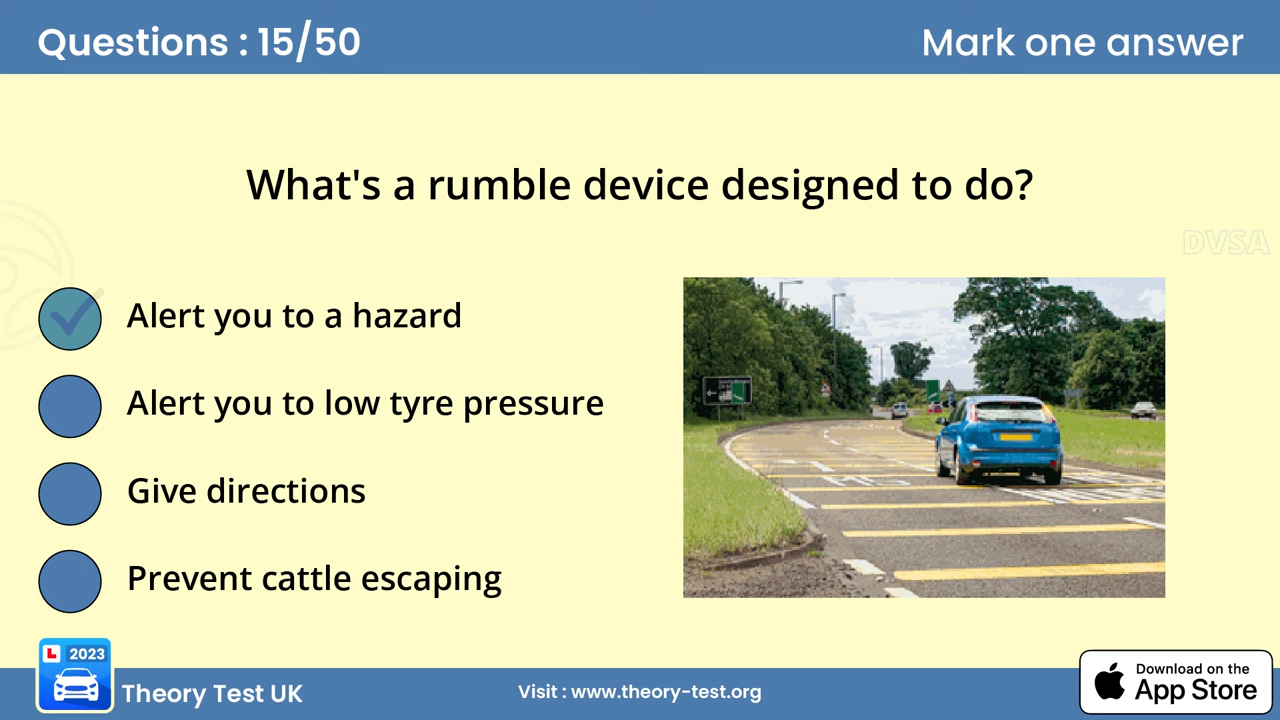 Questions : 15/50
Mark one answer
What's a rumble device designed to do?
DVSA
Alert you to a hazard
Alert you to low tyre pressure
Give directions
Prevent cattle escaping
L 2023
Theory Test UK
Visit : www.theory-test.org
Download on the
App Store